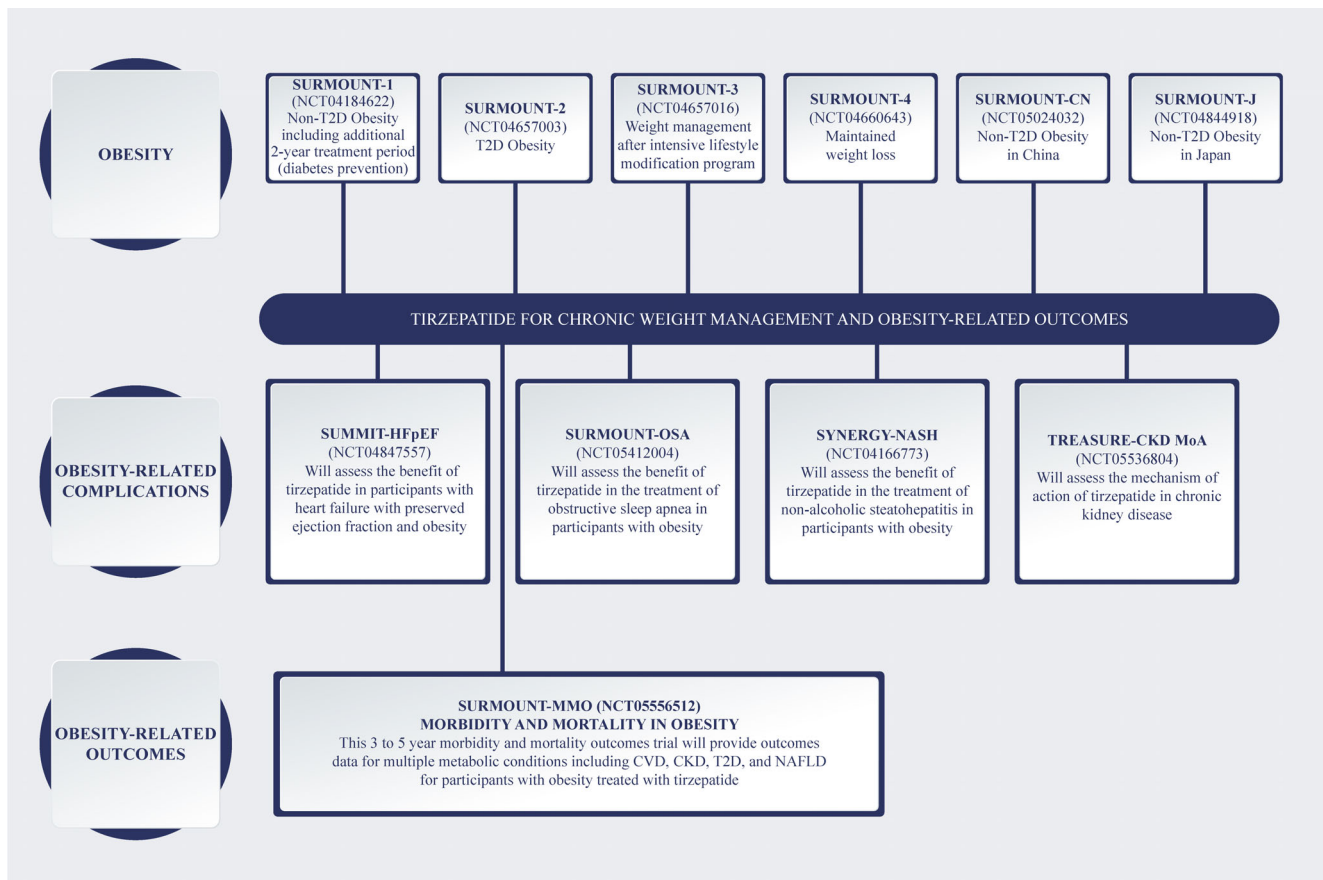 OBESITY
SURMOUNT-1
(NCT04184622)
Non-T2D Obesity
including additional
2-year treatment period
(diabetes prevention)
SURMOUNT-2
(NCT04657003)
T2D Obesity
SURMOUNT-3
(NCT04657016)
Weight management
after intensive lifestyle
modification program
SURMOUNT-4
(NCT04660643)
Maintained
weight loss
SURMOUNT-CN
(NCT05024032)
Non-T2D Obesity
in China
SURMOUNT-J
(NCT04844918)
Non-T2D Obesity
in Japan
TIRZEPATIDE FOR CHRONIC WEIGHT MANAGEMENT AND OBESITY-RELATED OUTCOMES
OBESITY-RELATED
COMPLICATIONS
SUMMIT-HFpEF
(NCT04847557)
Will assess the benefit of
tirzepatide in participants with
heart failure with preserved
ejection fraction and obesity
SURMOUNT-OSA
(NCT05412004)
Will assess the benefit of
tirzepatide in the treatment of
obstructive sleep apnea in
participants with obesity
SYNERGY-NASH
(NCT04166773)
Will assess the benefit of
tirzepatide in the treatment of
non-alcoholic steatohepatitis in
participants with obesity
TREASURE-CKD MoA
(NCT05536804)
Will assess the mechanism of
action of tirzepatide in chronic
kidney disease
OBESITY-RELATED
OUTCOMES
SURMOUNT-MMO (NCT05556512)
MORBIDITY AND MORTALITY IN OBESITY
This 3 to 5 year morbidity and mortality outcomes trial will provide outcomes
data for multiple metabolic conditions including CVD, CKD, T2D, and NAFLD
for participants with obesity treated with tirzepatide